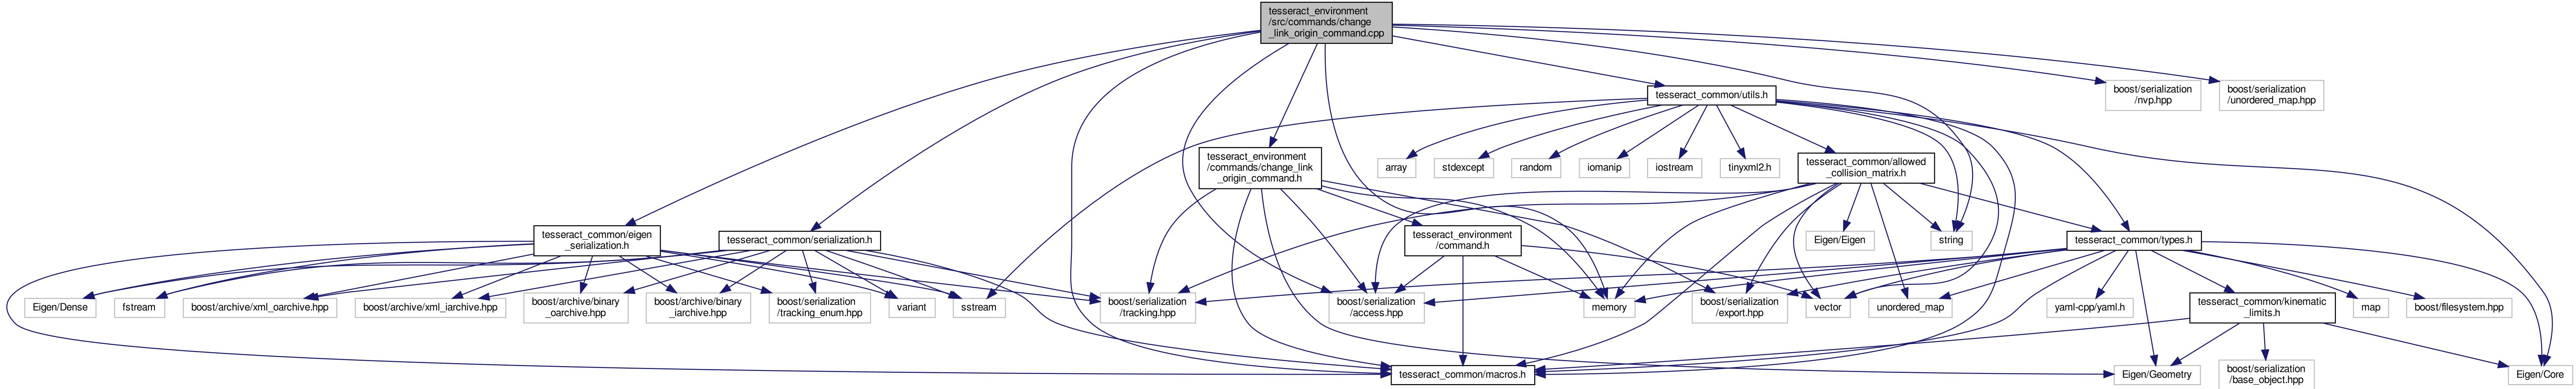 tesseract_environment
/src/commands/change
_link_origin_command.cpp
boost/serialization
/nvp.hpp
boost/serialization
/unordered_map.hpp
tesseract_common/utils.h
tesseract_environment
/commands/change_link
_origin_command.h
array
stdexcept
random
iomanip
iostream
tinyxml2.h
tesseract_common/allowed
_collision_matrix.h
tesseract_common/eigen
_serialization.h
tesseract_common/serialization.h
tesseract_environment
/command.h
Eigen/Eigen
string
tesseract_common/types.h
Eigen/Dense
fstream
boost/archive/xml_oarchive.hpp
boost/archive/xml_iarchive.hpp
boost/archive/binary
_oarchive.hpp
boost/archive/binary
_iarchive.hpp
boost/serialization
/tracking_enum.hpp
variant
sstream
boost/serialization
/tracking.hpp
boost/serialization
/access.hpp
memory
boost/serialization
/export.hpp
vector
unordered_map
yaml-cpp/yaml.h
tesseract_common/kinematic
_limits.h
map
boost/filesystem.hpp
tesseract_common/macros.h
Eigen/Geometry
boost/serialization
/base_object.hpp
Eigen/Core